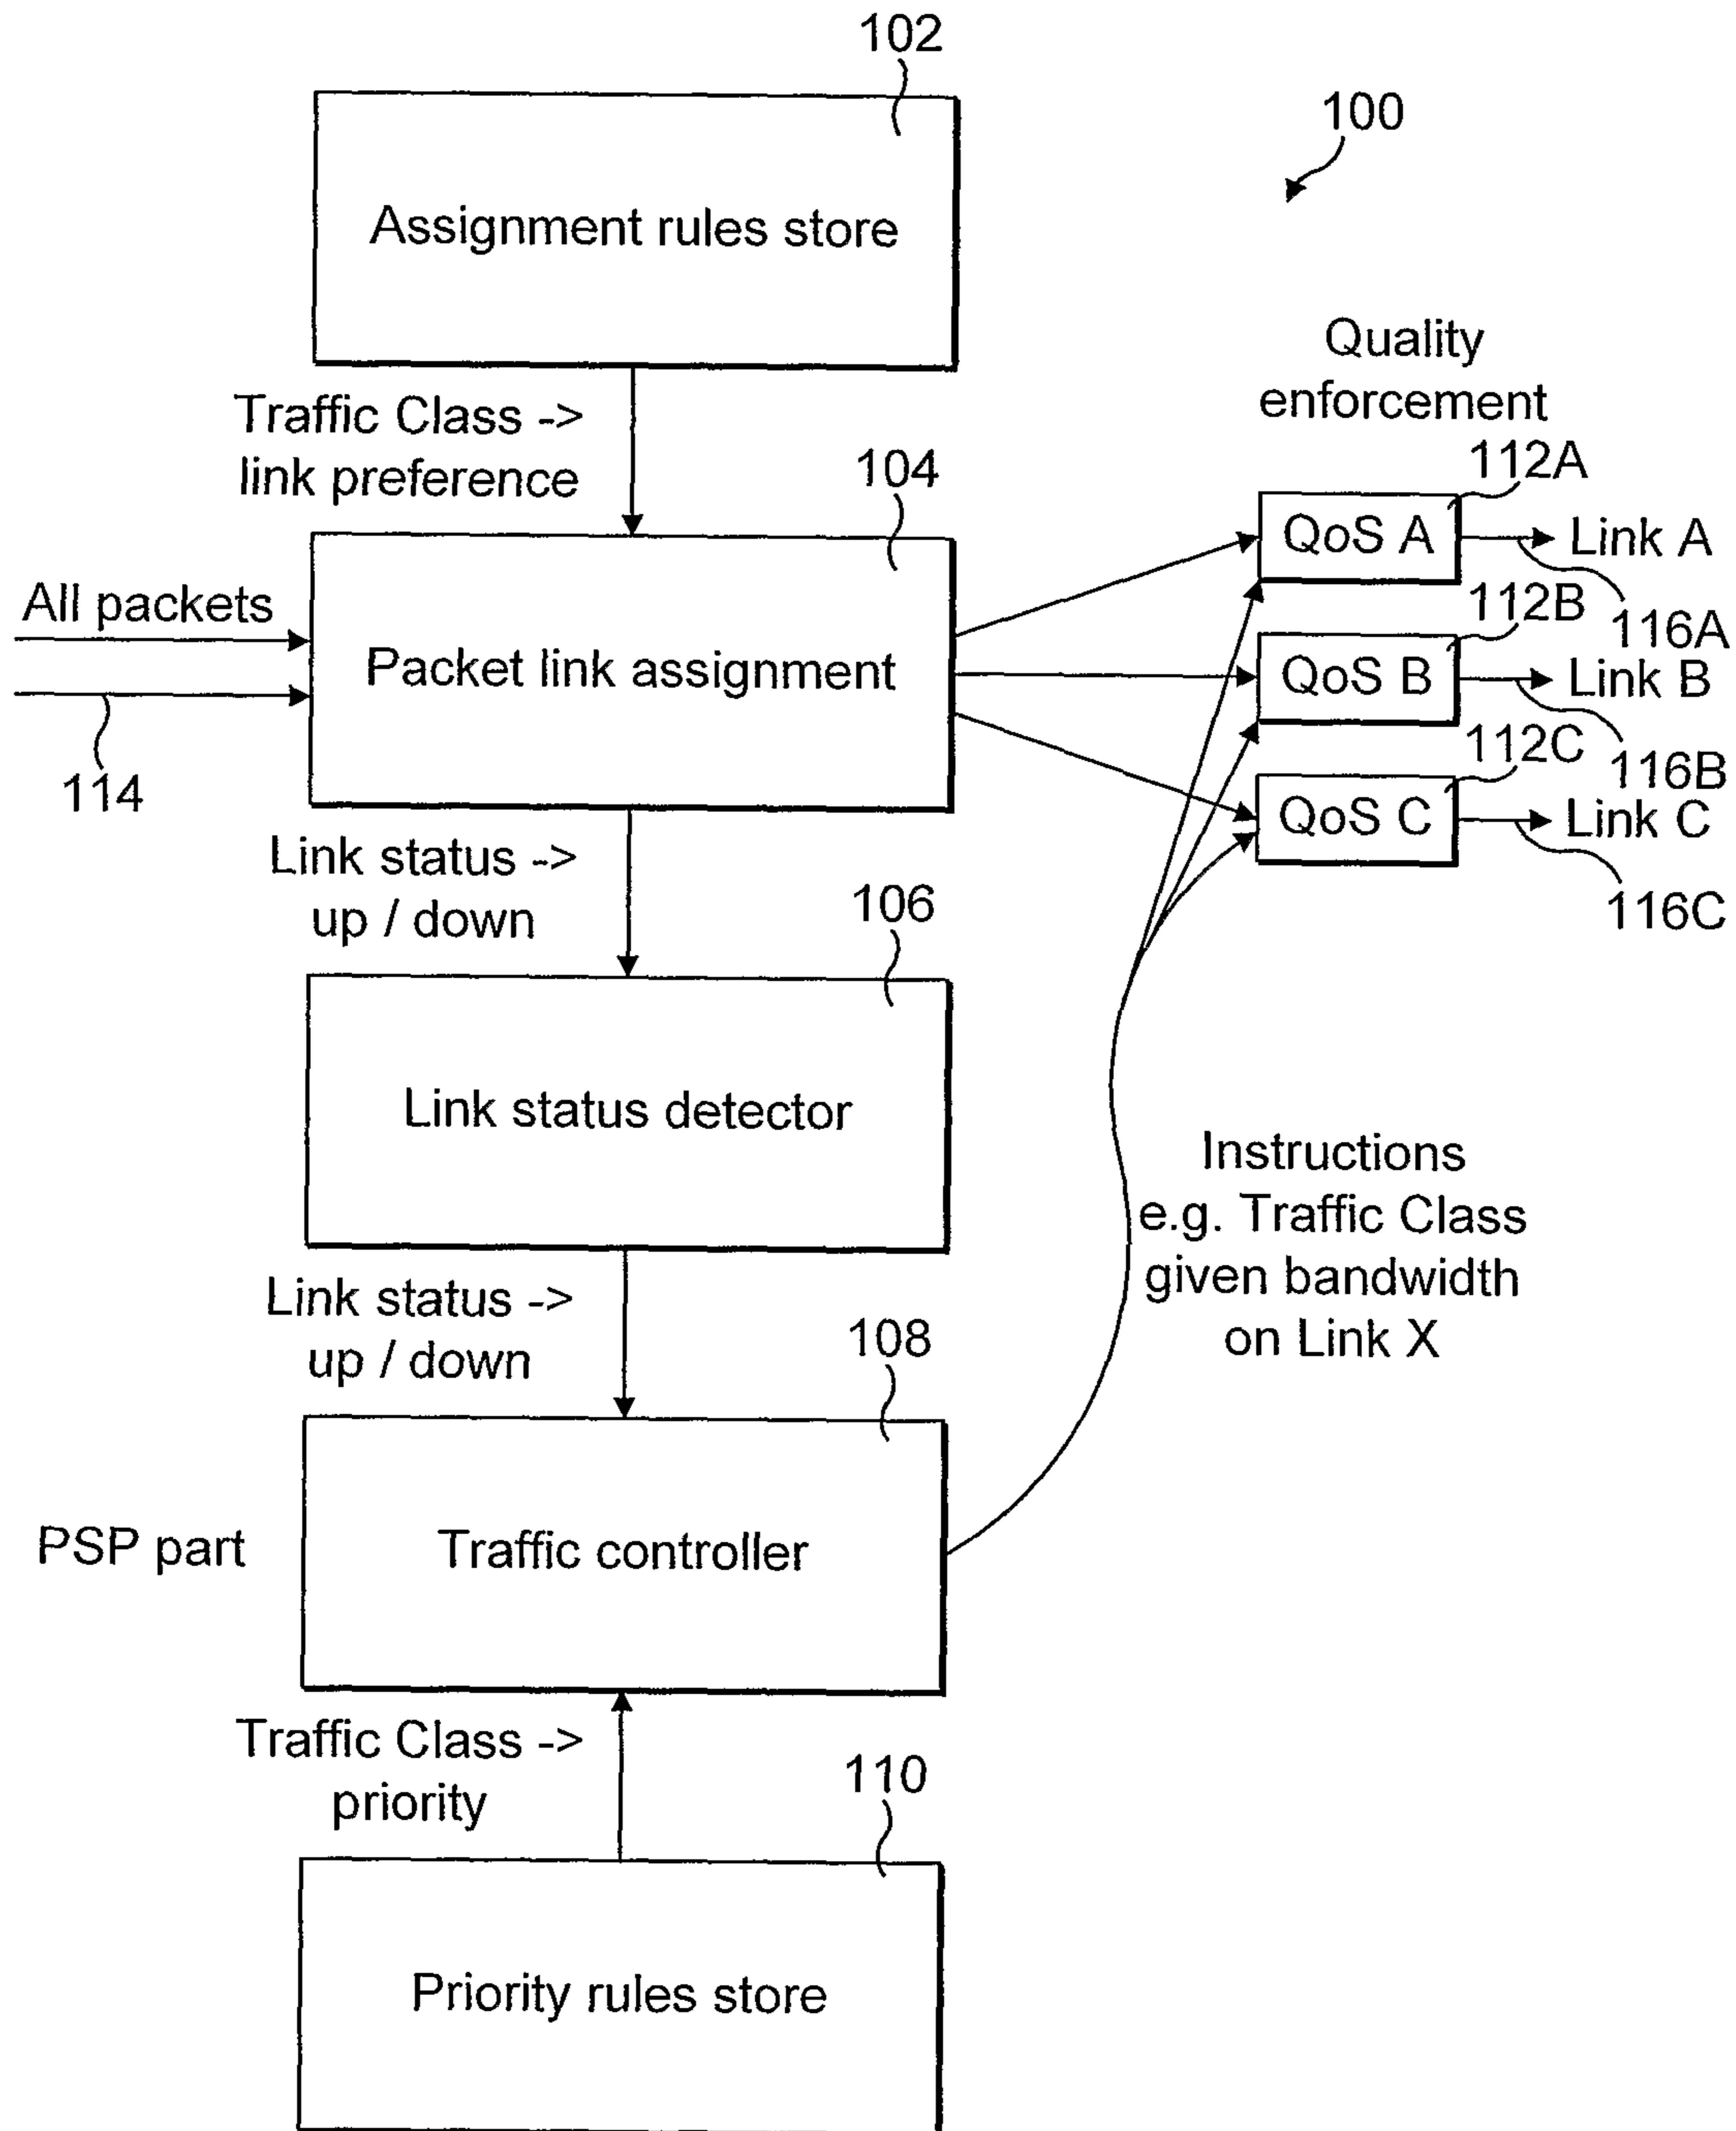 102
100
Assignment rules store
Quality
enforcement
Traffic Class ->
link preference
104
112A
QoS A
Link A
All packets
112B
116A
Packet link assignment
QoS B
Link B
114
112C
116B
QoS C
Link C
Link status ->
up / down
106
116C
Link status detector
Instructions
e.g. Traffic Class
given bandwidth
on Link X
Link status ->
up / down
108
PSP part
Traffic controller
Traffic Class ->
priority
110
Priority rules store